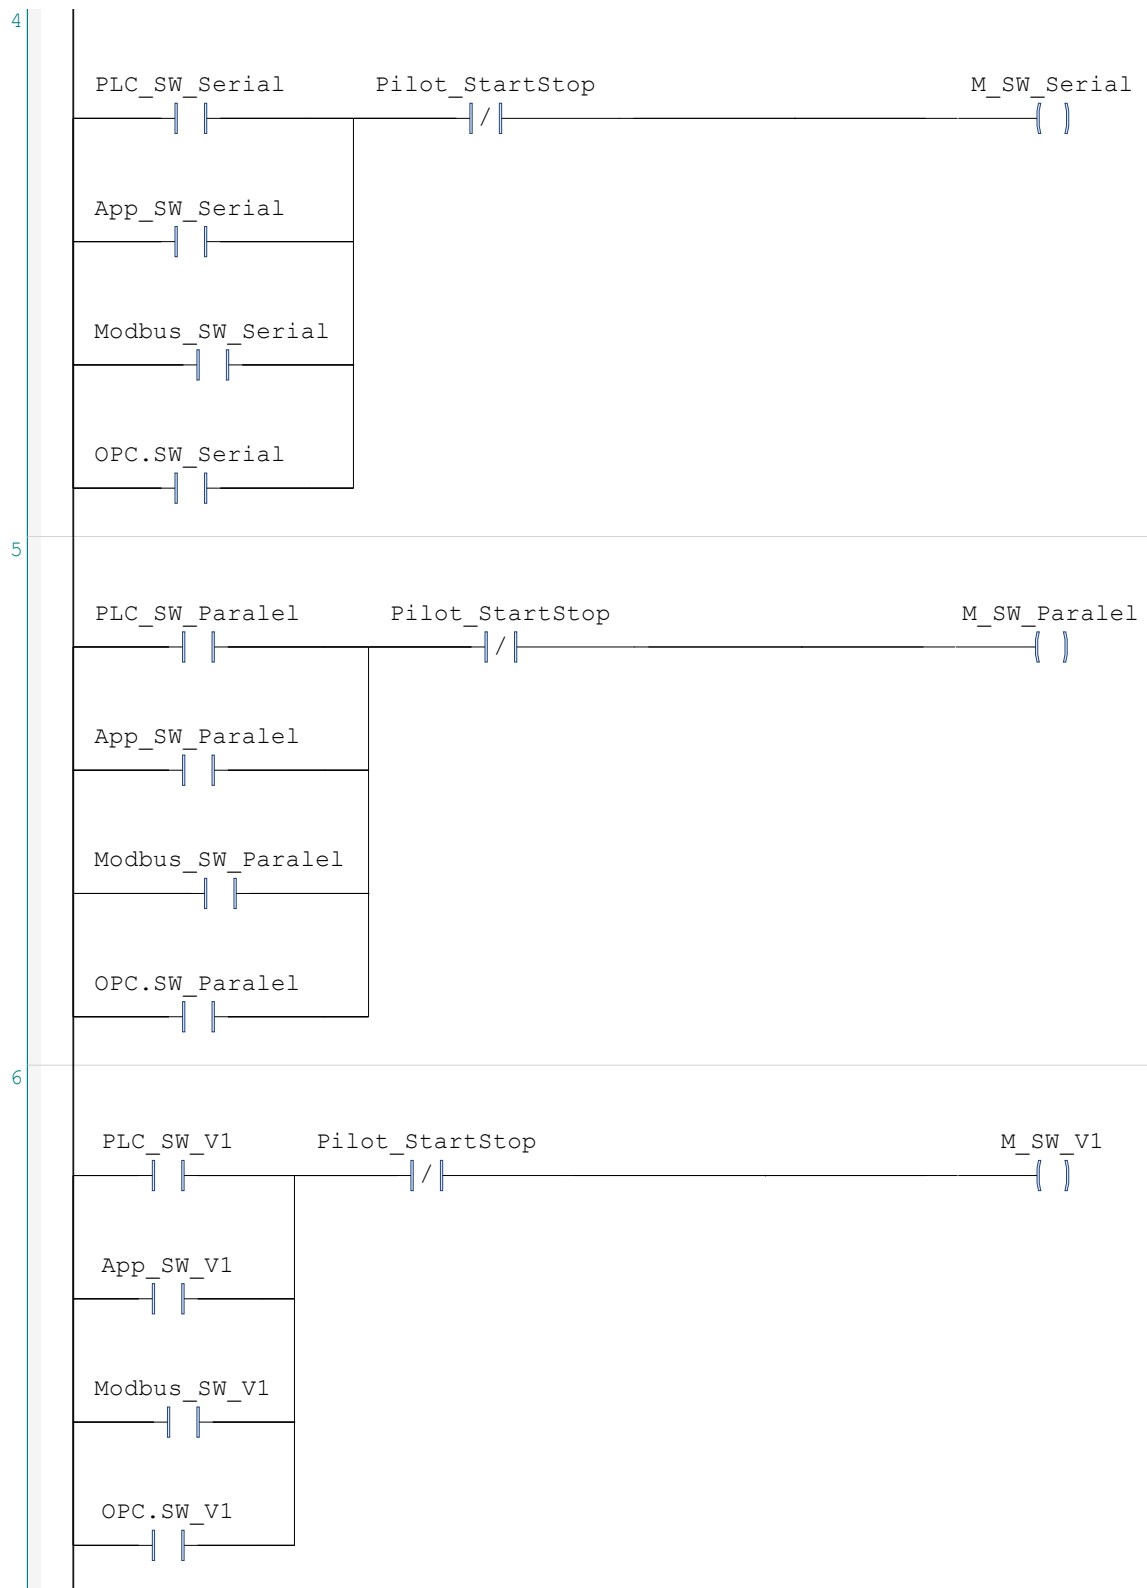 4
PLC_SW_Serial Pilot_StartStop M_SW_Serial
/
App_SW_Serial
Modbus_SW_Serial
OPC.SW_Serial
5
PLC_SW_Paralel Pilot_StartStop M_SW_Paralel
/
App_SW_Paralel
Modbus_SW_Paralel
OPC.SW_Paralel
6
PLC_SW_V1 Pilot_StartStop M_SW_V1
/
App_SW_V1
Modbus_SW_V1
OPC.SW_V1